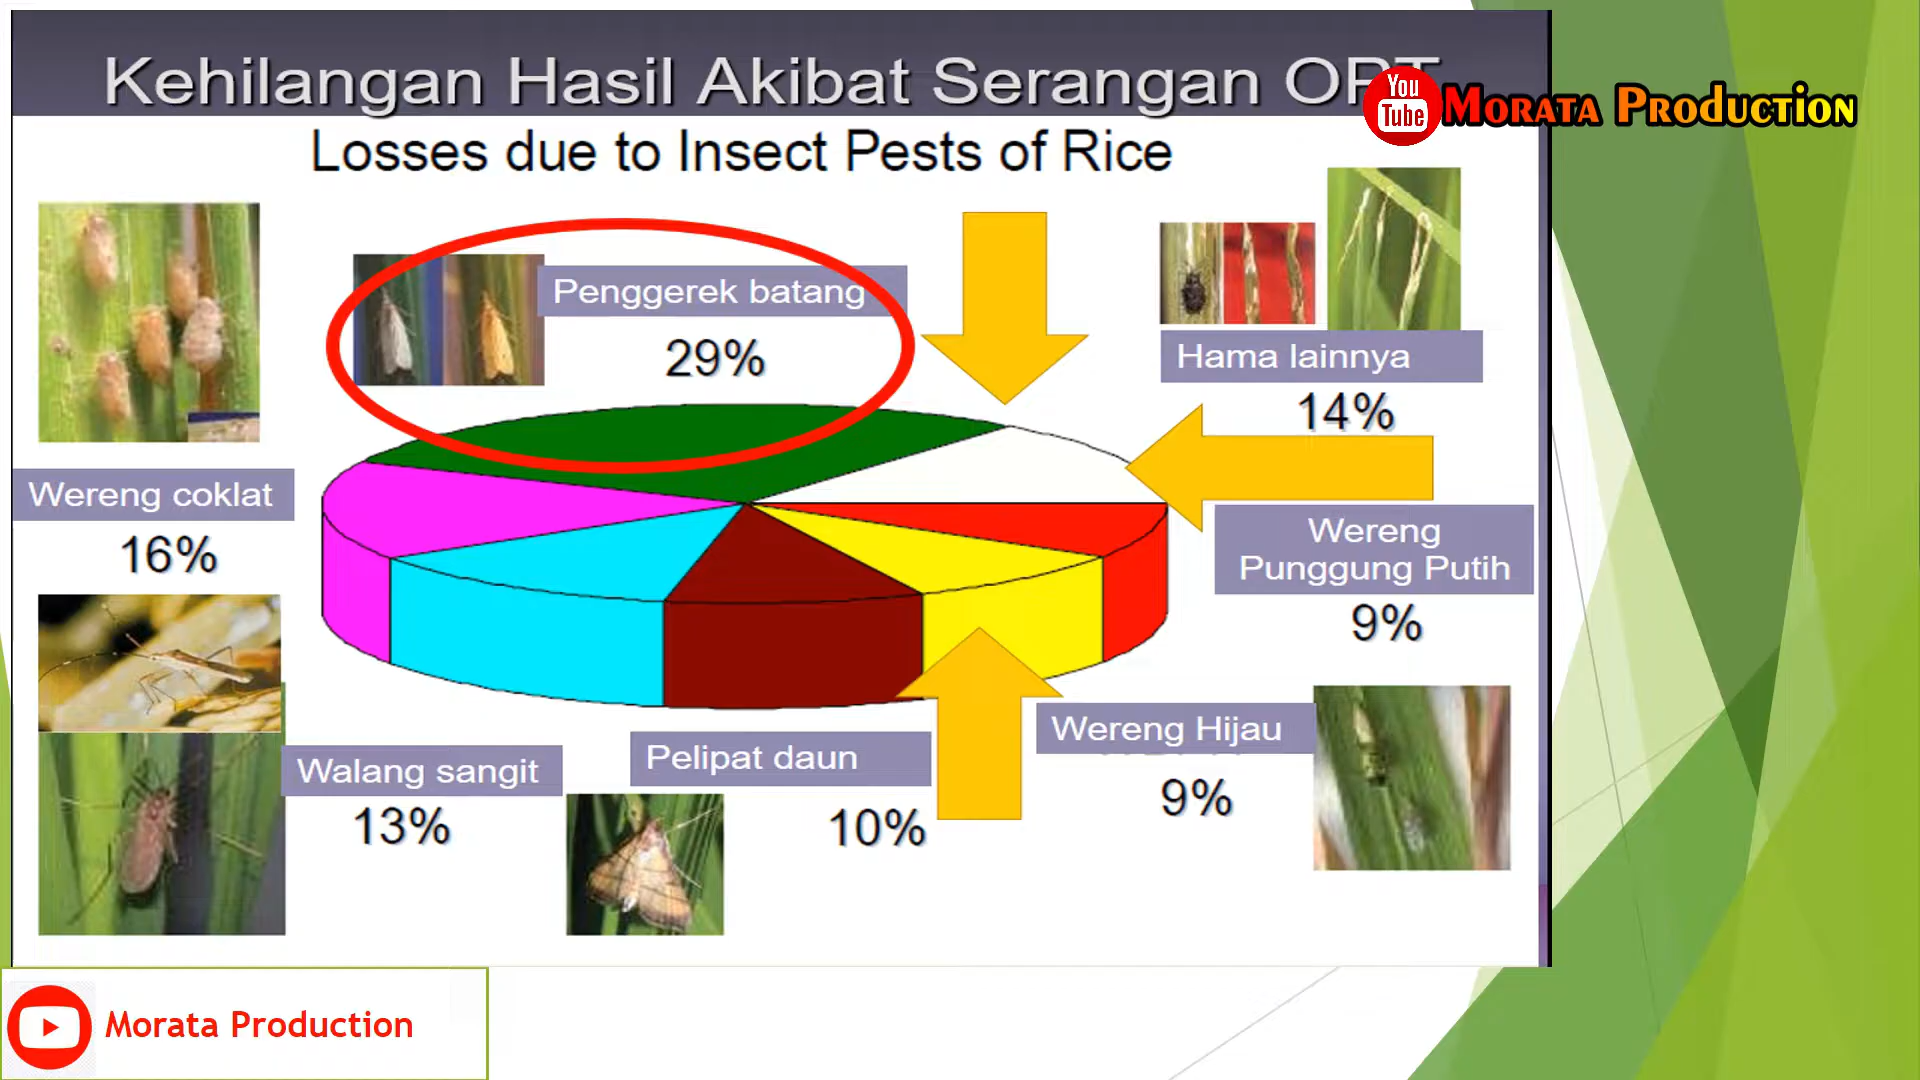 Kehilangan Hasil Akibat Serangan OPT
You
Tube
Morata Production
Losses due to Insect Pests of Rice
Penggerek batang
29%
Hama lainnya
14%
Wereng coklat
16%
Wereng
Punggung Putih
9%
Wereng Hijau
9%
Walang sangit
13%
Pelipat daun
10%
Morata Production